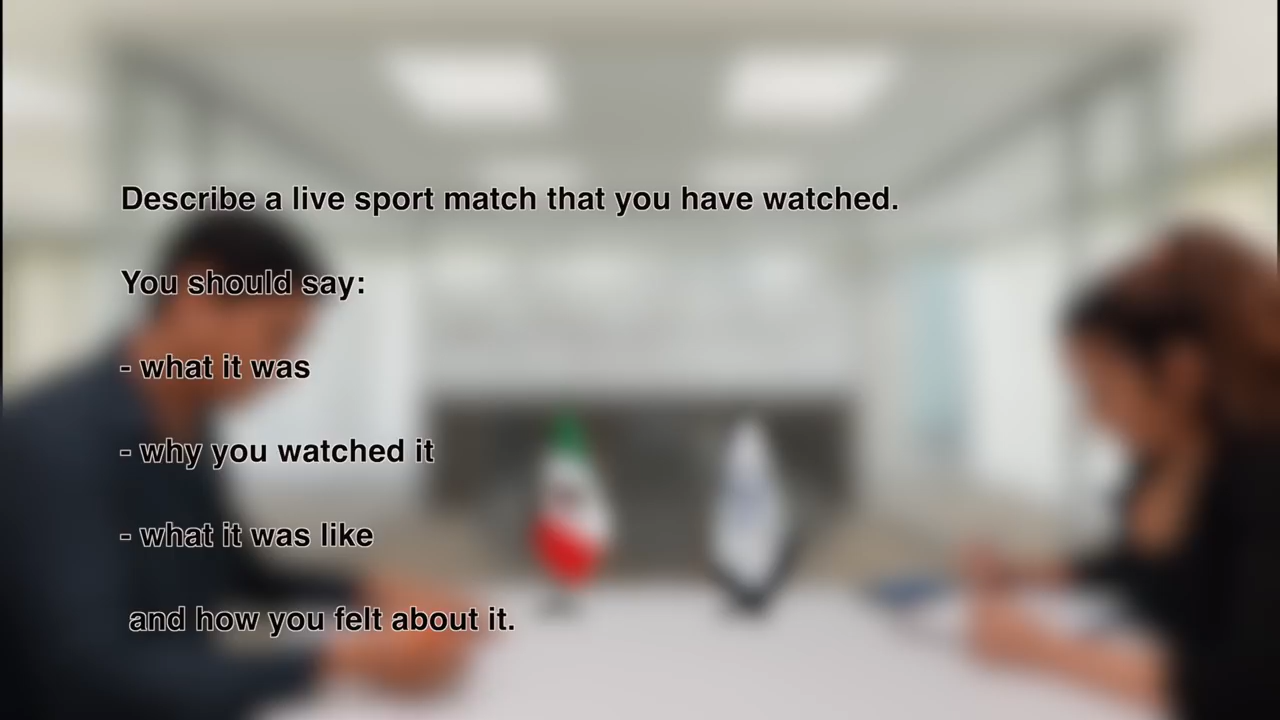 Describe a live sport match that you have watched.
You should say:
- what it was
- why you watched it
- what it was like
and how you felt about it.